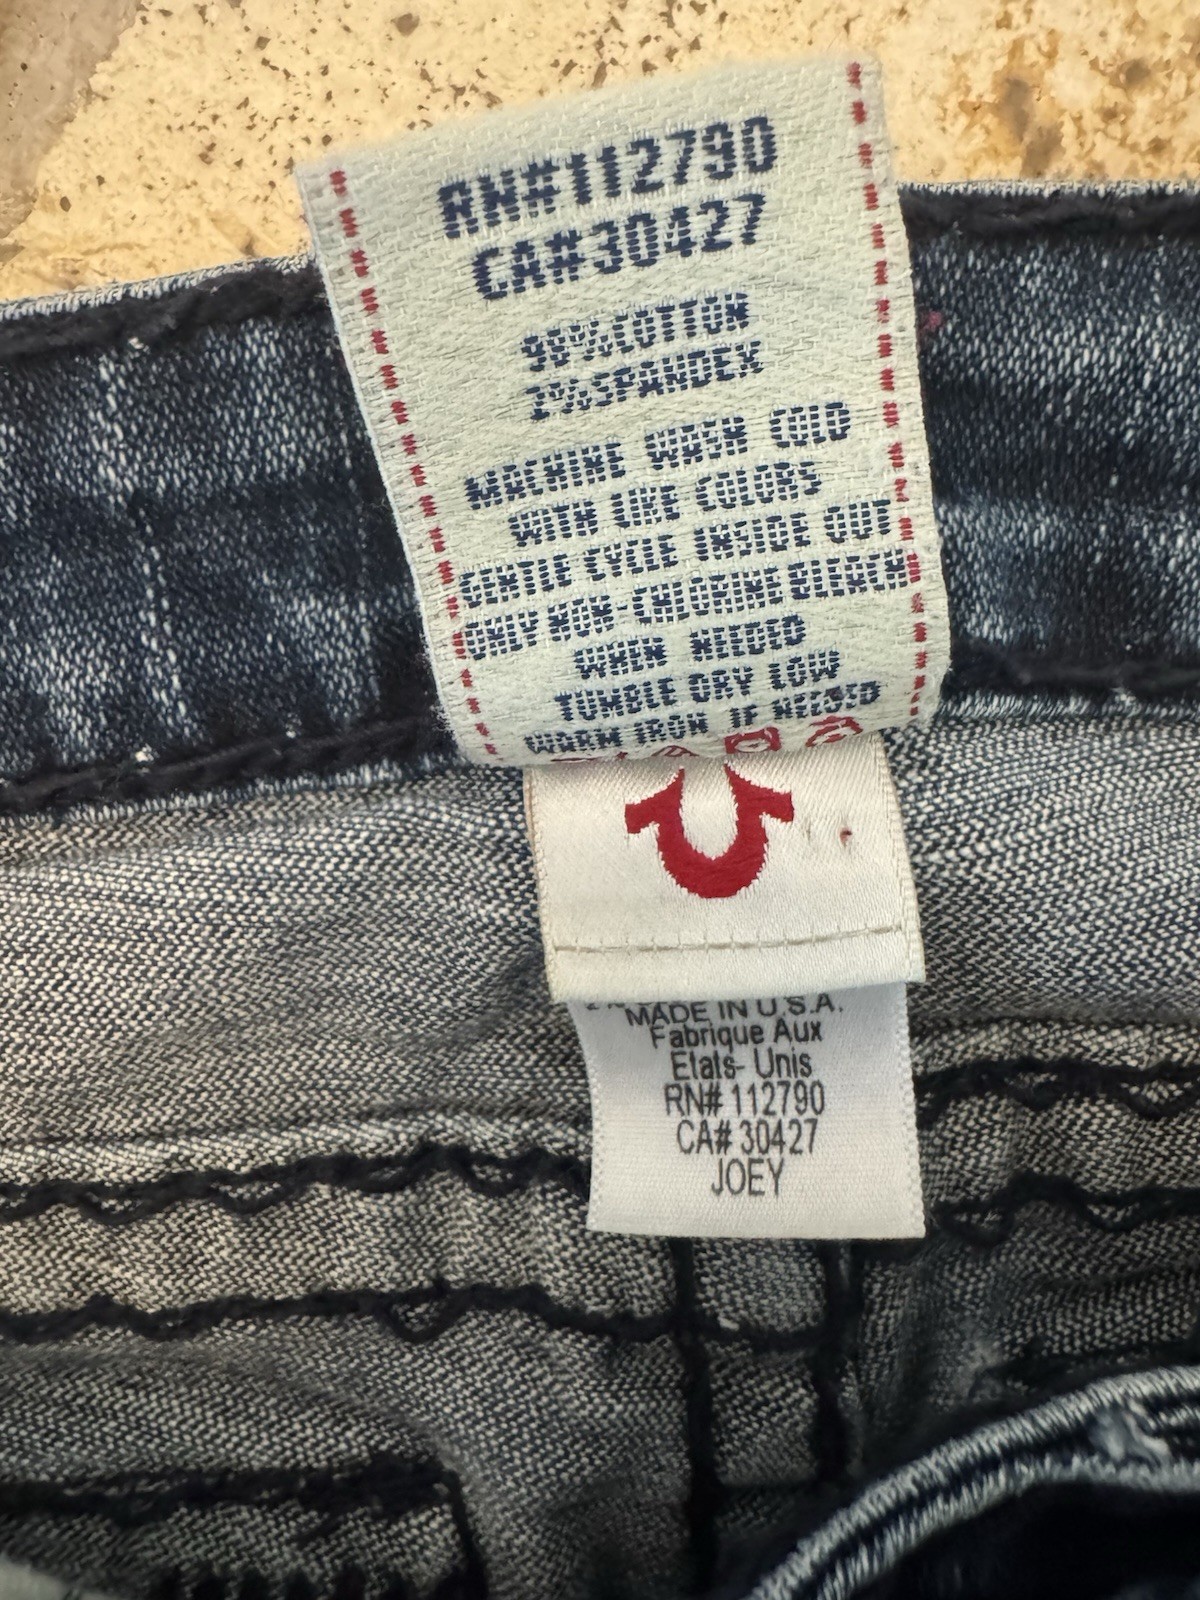 RN#112790
CA#30427
98%COTTON
2%SPANDEX
MACHINE WASH COLD
WITH LIKE COLORS
GENTLE CYCLE INSIDE OUT
ONLY NON-CHLORINE BLEACH
WHEN NEEDED
TUMBLE DRY LOW
WARM IRON IF NEEDED
MADE IN U.S.A.
Fabrique Aux
Etats- Unis
RN# 112790
CA# 30427
JOEY